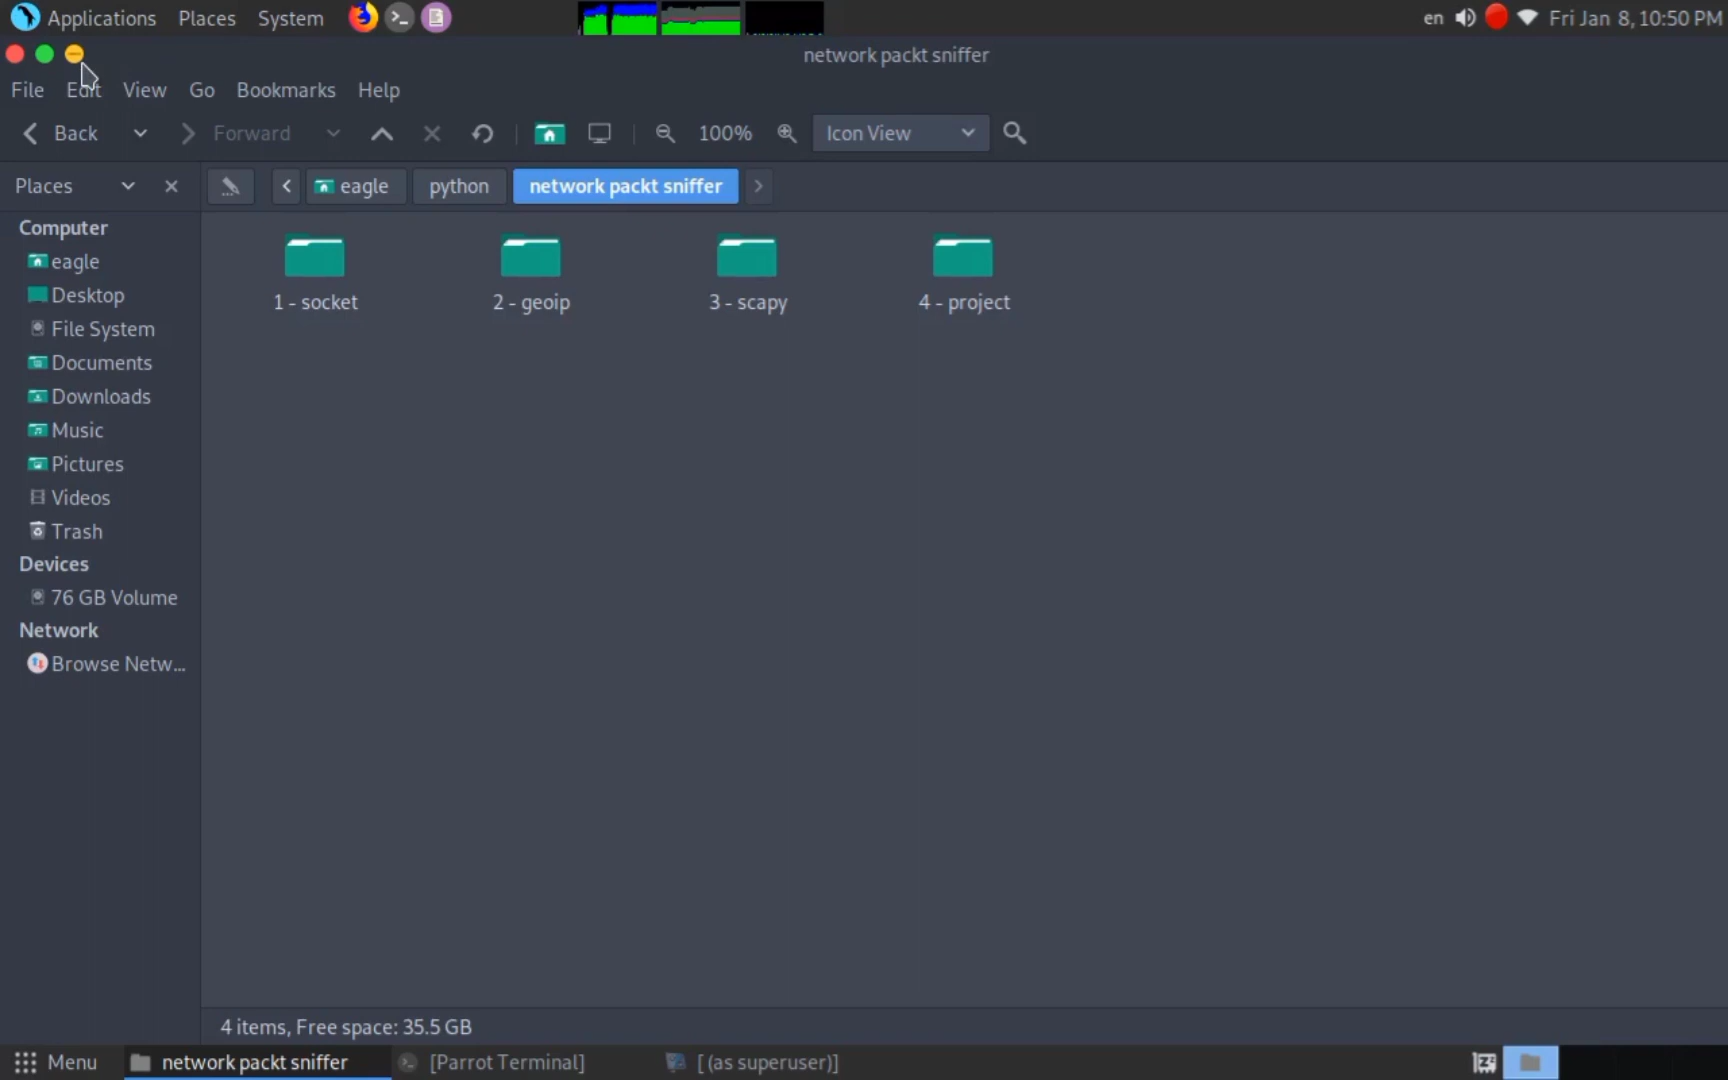 Applications Places System en Fri Jan 8, 10:50 PM
network packt sniffer
File Edit View Go Bookmarks Help
Back Forward 100% Icon View
Places eagle python network packt sniffer
Computer
eagle
Desktop
File System
Documents
Downloads
Music
Pictures
Videos
Trash
Devices
76 GB Volume
Network
Browse Netw...
1 - socket 2 - geoip 3 - scapy 4 - project
4 items, Free space: 35.5 GB
Menu network packt sniffer [Parrot Terminal] [ (as superuser)]